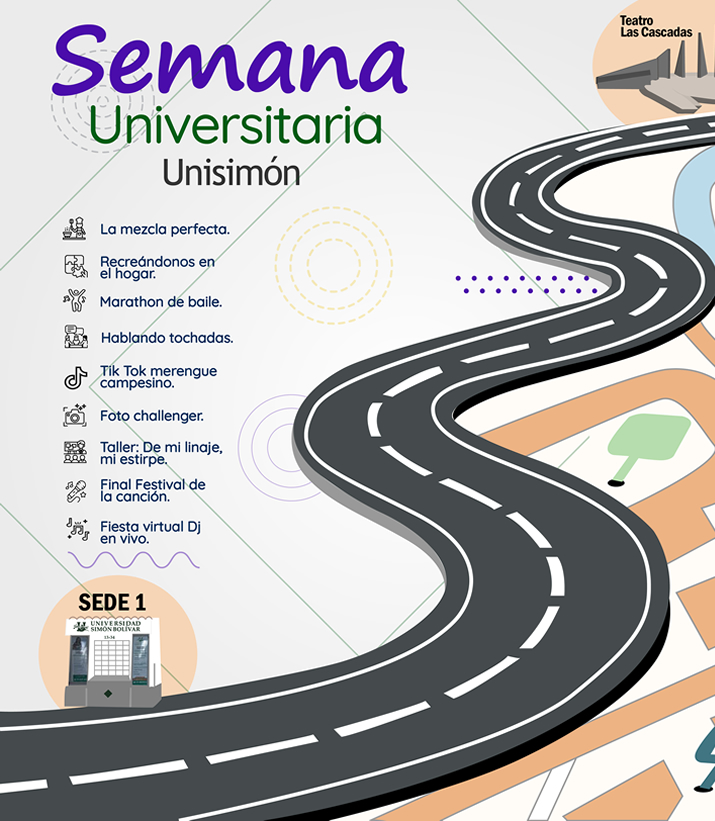 Teatro
Las Cascadas
Semana
Universitaria
Unisimón
La mezcla perfecta.
Recreándonos en
el hogar.
Marathon de baile.
Hablando tochadas.
Tik Tok merengue
campesino.
Foto challenger.
Taller: De mi linaje,
mi estirpe.
Final Festival de
la canción.
Fiesta virtual Dj
en vivo.
SEDE 1
UNIVERSIDAD
SIMÓN BOLÍVAR